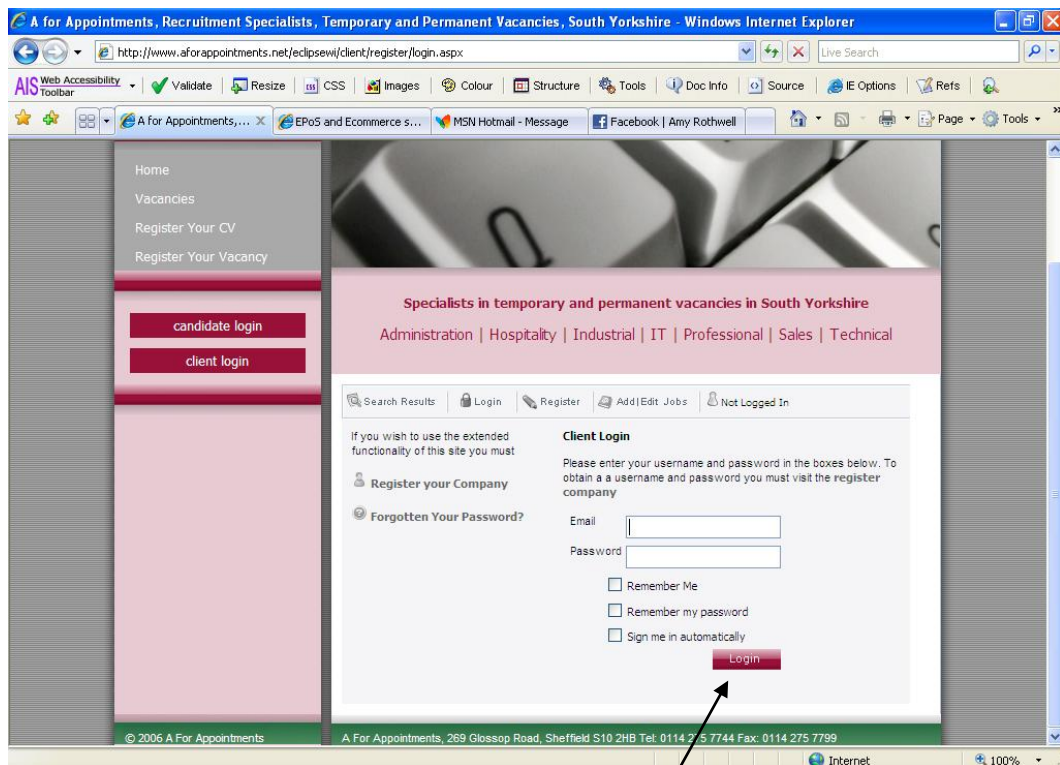 A for Appointments, Recruitment Specialists, Temporary and Permanent Vacancies, South Yorkshire - Windows Internet Explorer
http://www.aforappointments.net/eclipsewi/client/register/login.aspx
Live Search
AIS Web Accessibility Toolbar Validate Resize CSS Images Colour Structure Tools Doc Info Source IE Options Refs
A for Appointments,... X EPoS and Ecommerce s... MSN Hotmail - Message Facebook | Amy Rothwell Page Tools
Home
Vacancies
Register Your CV
Register Your Vacancy
candidate login
client login
Specialists in temporary and permanent vacancies in South Yorkshire
Administration | Hospitality | Industrial | IT | Professional | Sales | Technical
Search Results Login Register Add|Edit Jobs Not Logged In
If you wish to use the extended
functionality of this site you must
Register your Company
Forgotten Your Password?
Client Login
Please enter your username and password in the boxes below. To
obtain a a username and password you must visit the register
company
Email
Password
Remember Me
Remember my password
Sign me in automatically
Login
© 2006 A For Appointments
A For Appointments, 269 Glossop Road, Sheffield S10 2HB Tel: 0114 275 7744 Fax: 0114 275 7799
Internet 100%